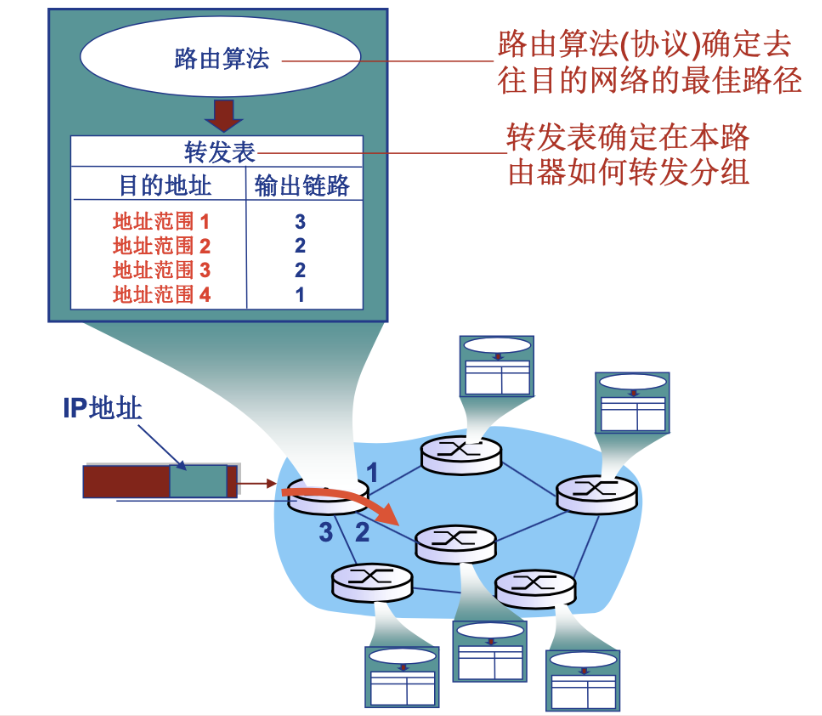 路由算法
路由算法(协议)确定去
往目的网络的最佳路径
转发表
转发表确定在本路
由器如何转发分组
目的地址 输出链路
地址范围 1 3
地址范围 2 2
地址范围 3 2
地址范围 4 1
IP地址
1
3 2